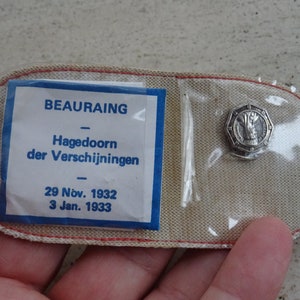 BEAURAING
—
Hagedoorn
der Verschijningen
—
29 Nov. 1932
3 Jan. 1933